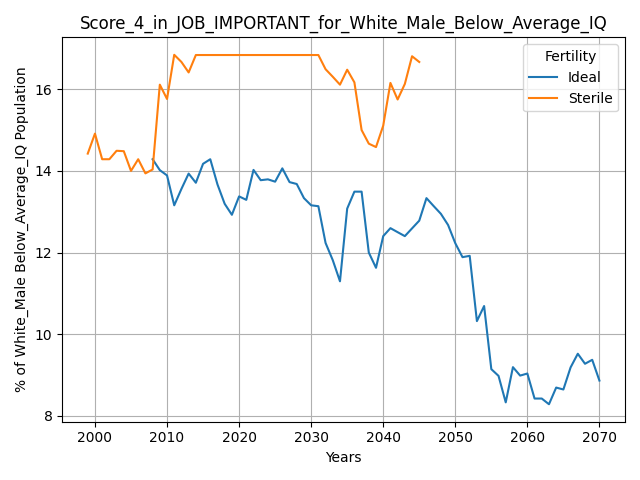 Score_4_in_JOB_IMPORTANT_for_White_Male_Below_Average_IQ
Fertility
Ideal
Sterile
% of White_Male Below_Average_IQ Population
16
14
12
10
8
2000 2010 2020 2030 2040 2050 2060 2070
Years